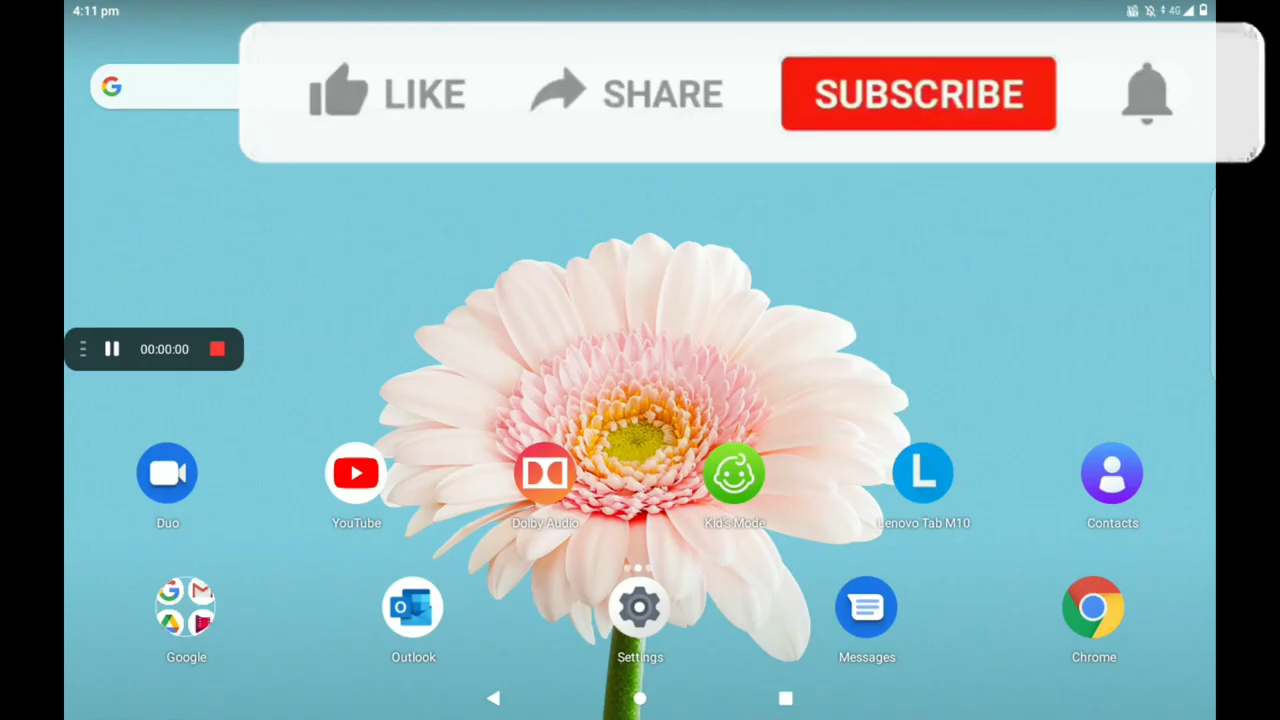 4:11 pm
4G
LIKE
SHARE
SUBSCRIBE
00:00:00
Duo
YouTube
Dolby Audio
Kid's Mode
Lenovo Tab M10
Contacts
Google
Outlook
Settings
Messages
Chrome